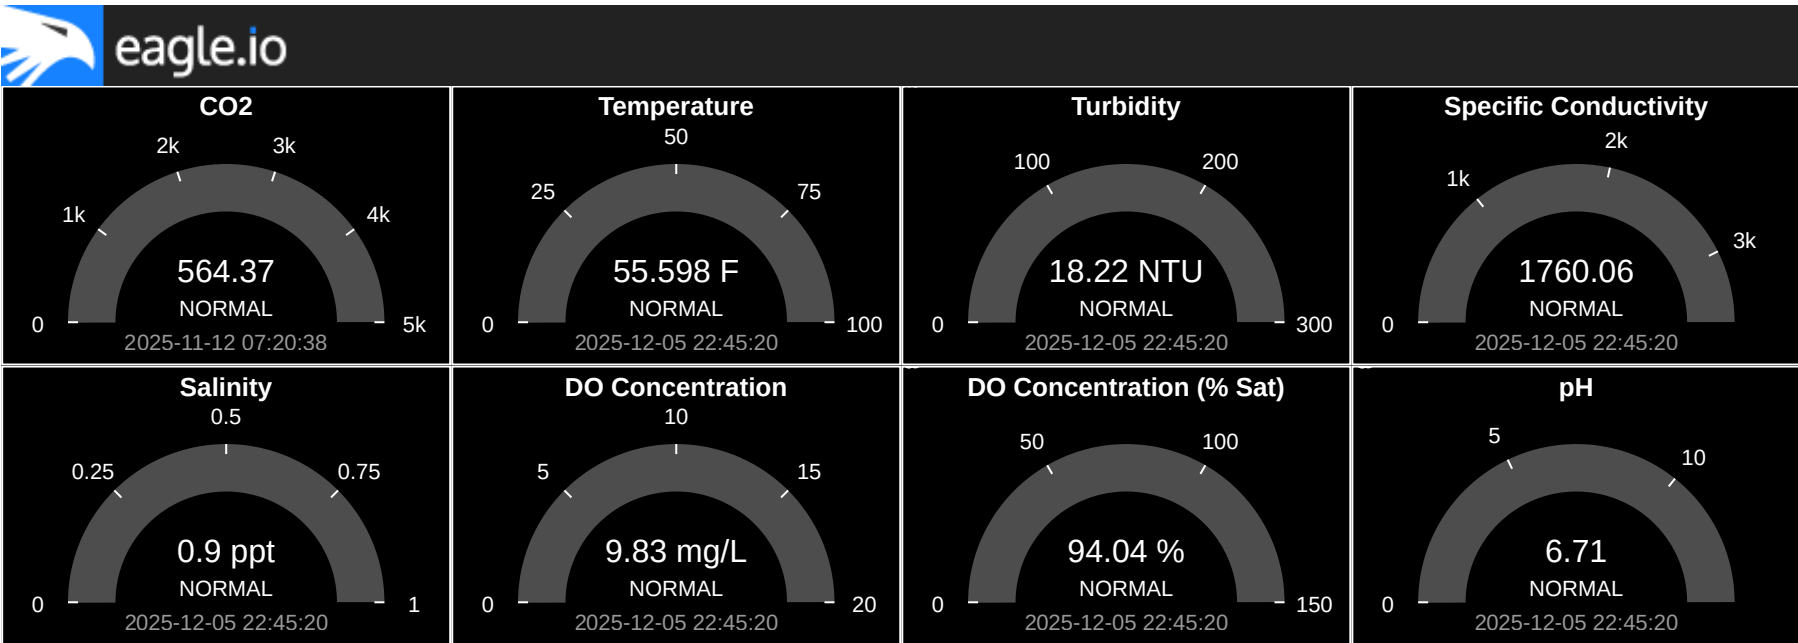 eagle.io
CO2
0
1k
2k
3k
4k
5k
564.37
NORMAL
2025-11-12 07:20:38
Temperature
0
25
50
75
100
55.598 F
NORMAL
2025-12-05 22:45:20
Turbidity
0
100
200
300
18.22 NTU
NORMAL
2025-12-05 22:45:20
Specific Conductivity
0
1k
2k
3k
1760.06
NORMAL
2025-12-05 22:45:20
Salinity
0
0.25
0.5
0.75
1
0.9 ppt
NORMAL
2025-12-05 22:45:20
DO Concentration
0
5
10
15
20
9.83 mg/L
NORMAL
2025-12-05 22:45:20
DO Concentration (% Sat)
0
50
100
150
94.04 %
NORMAL
2025-12-05 22:45:20
pH
0
5
10
6.71
NORMAL
2025-12-05 22:45:20